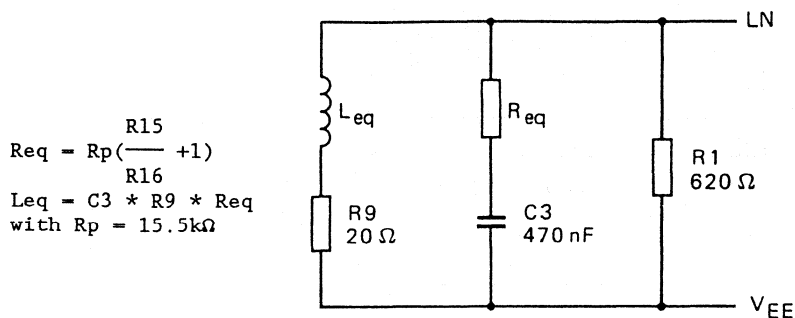 LN
R15
Req = Rp(—— +1)
R16
Leq = C3 * R9 * Req
with Rp = 15.5kΩ
Leq
R9
20 Ω
Req
C3
470 nF
R1
620 Ω
VEE